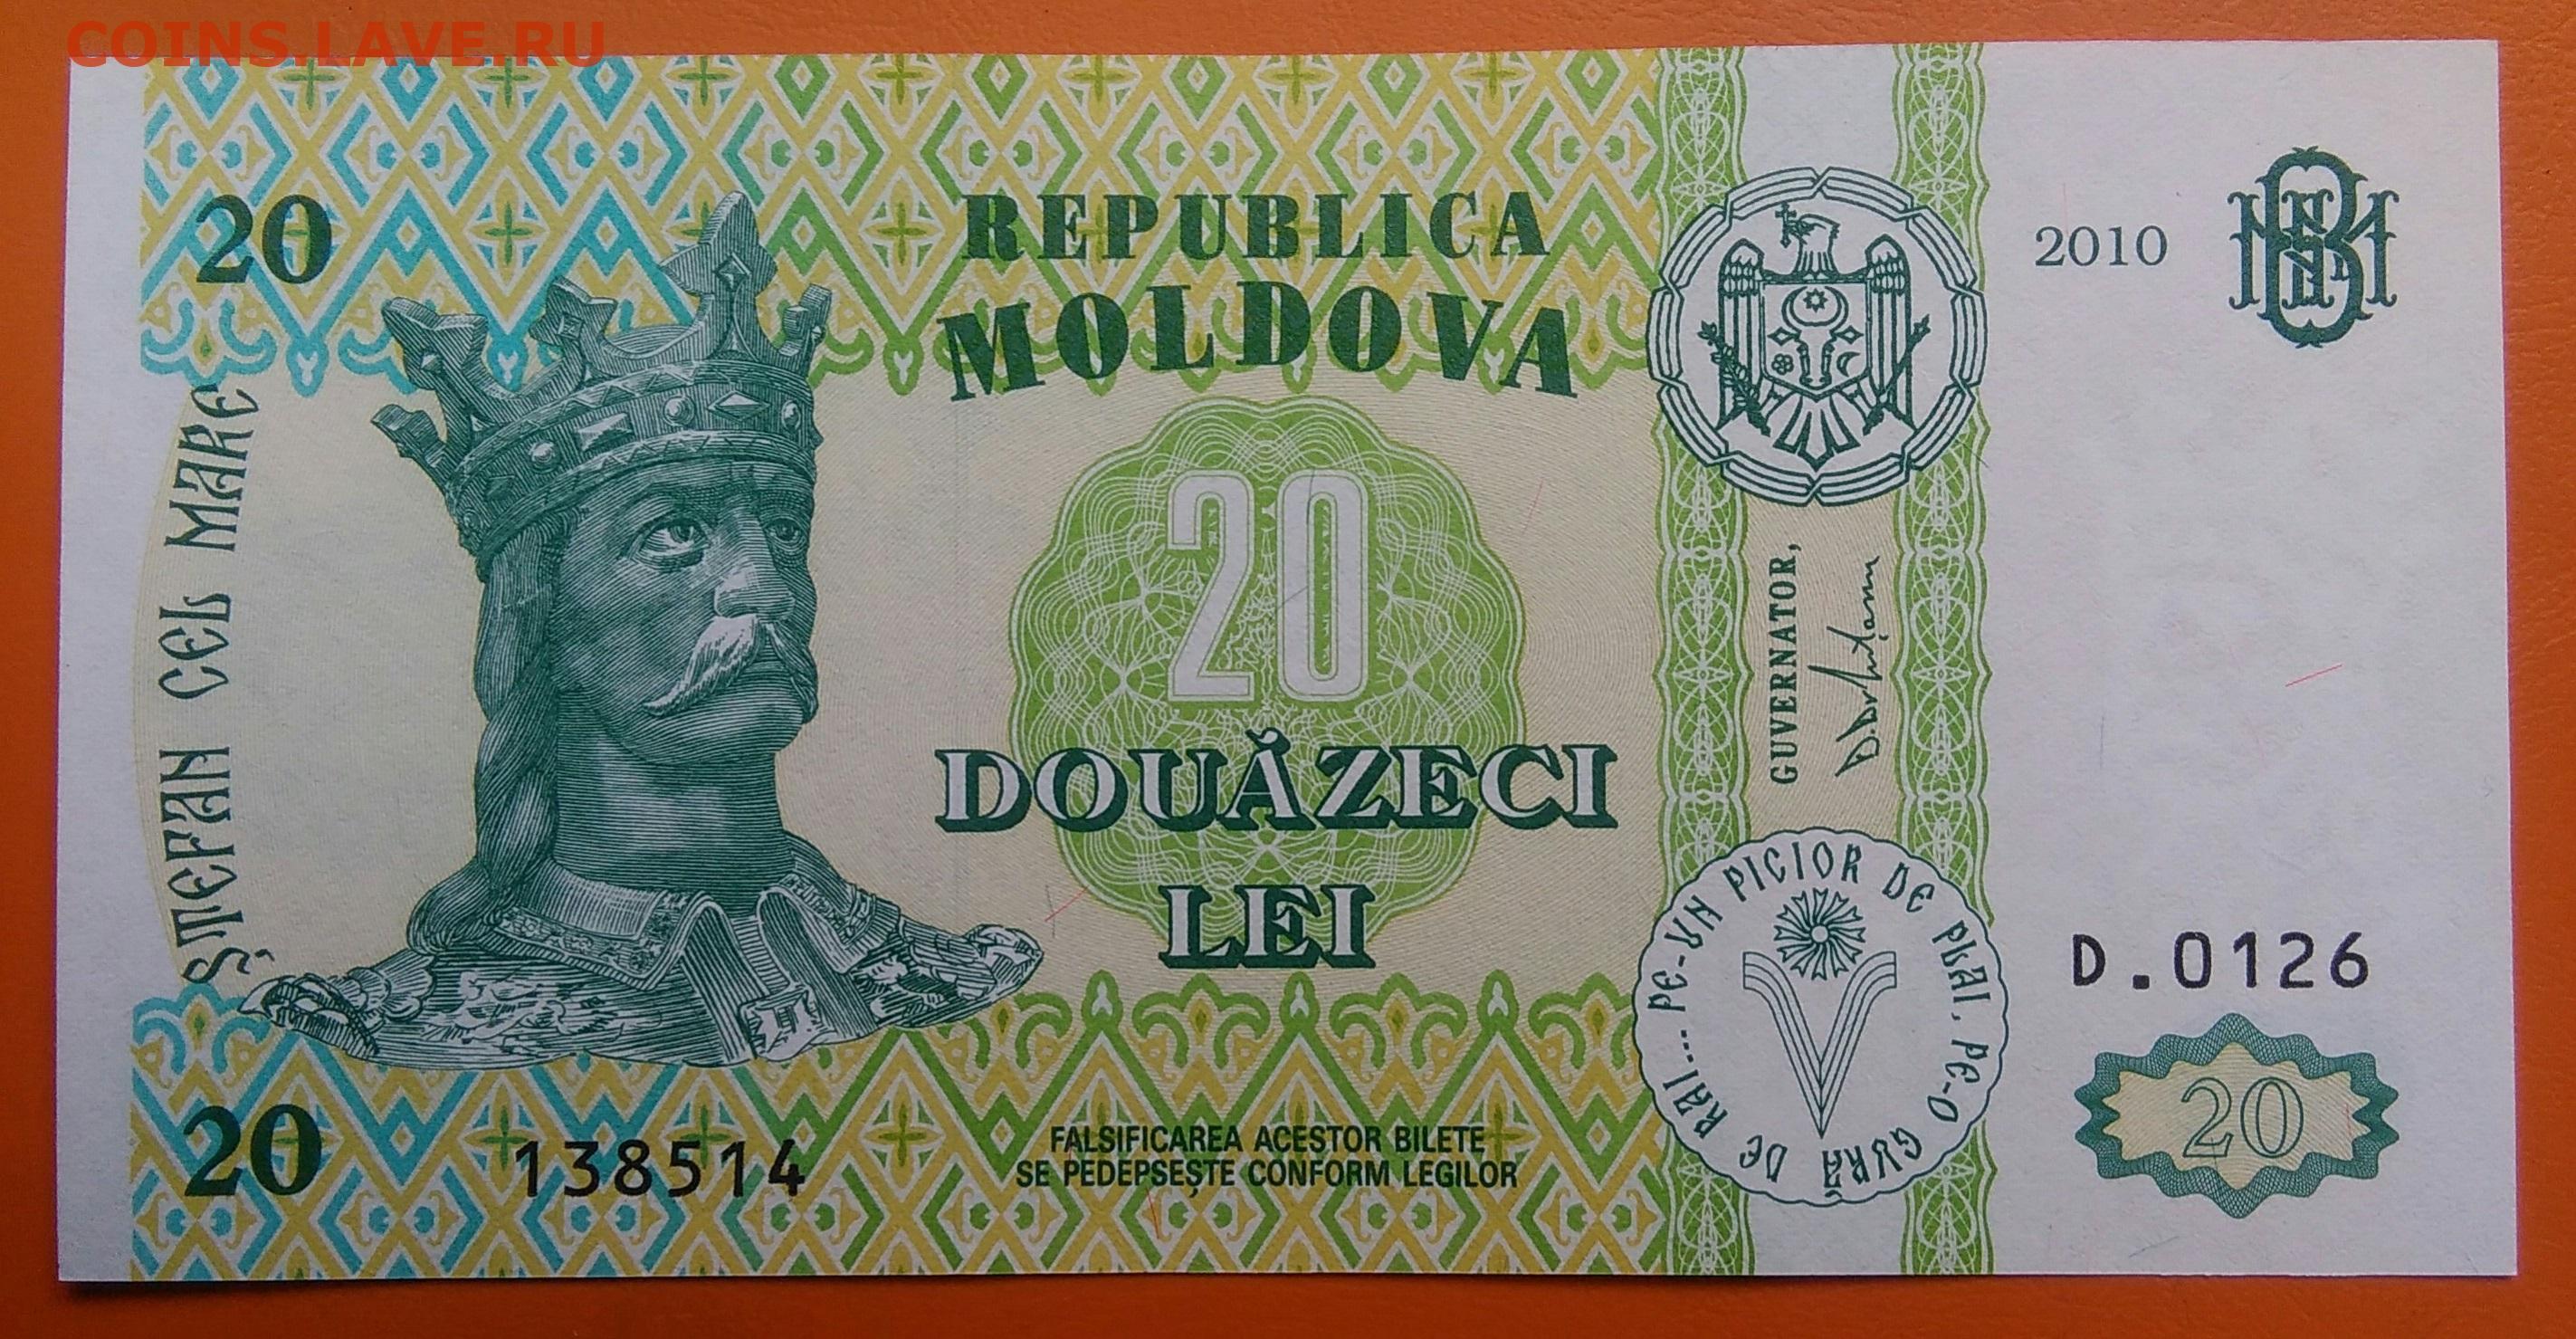 COINS.LAVE.RU
20
REPUBLICA
MOLDOVA
2010
BNM
ȘTEFAN CEL MARE
20
GUVERNATOR,
DOUĂZECI
LEI
PE-UN PICIOR DE PLAI, PE-O GURĂ DE RAI...
D.0126
20
138514
FALSIFICAREA ACESTOR BILETE
SE PEDEPSEȘTE CONFORM LEGILOR
20